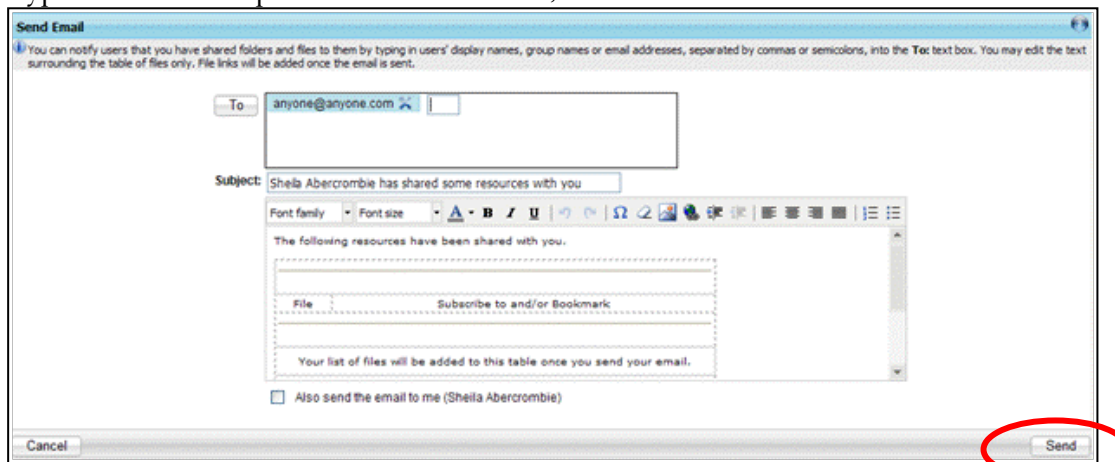 Send Email
You can notify users that you have shared folders and files to them by typing in users' display names, group names or email addresses, separated by commas or semicolons, into the To: text box. You may edit the text
surrounding the table of files only. File links will be added once the email is sent.
To anyone@anyone.com
Subject: Sheila Abercrombie has shared some resources with you
Font family Font size A B I U Ω
The following resources have been shared with you.
File Subscribe to and/or Bookmark
Your list of files will be added to this table once you send your email.
Also send the email to me (Sheila Abercrombie)
Cancel Send